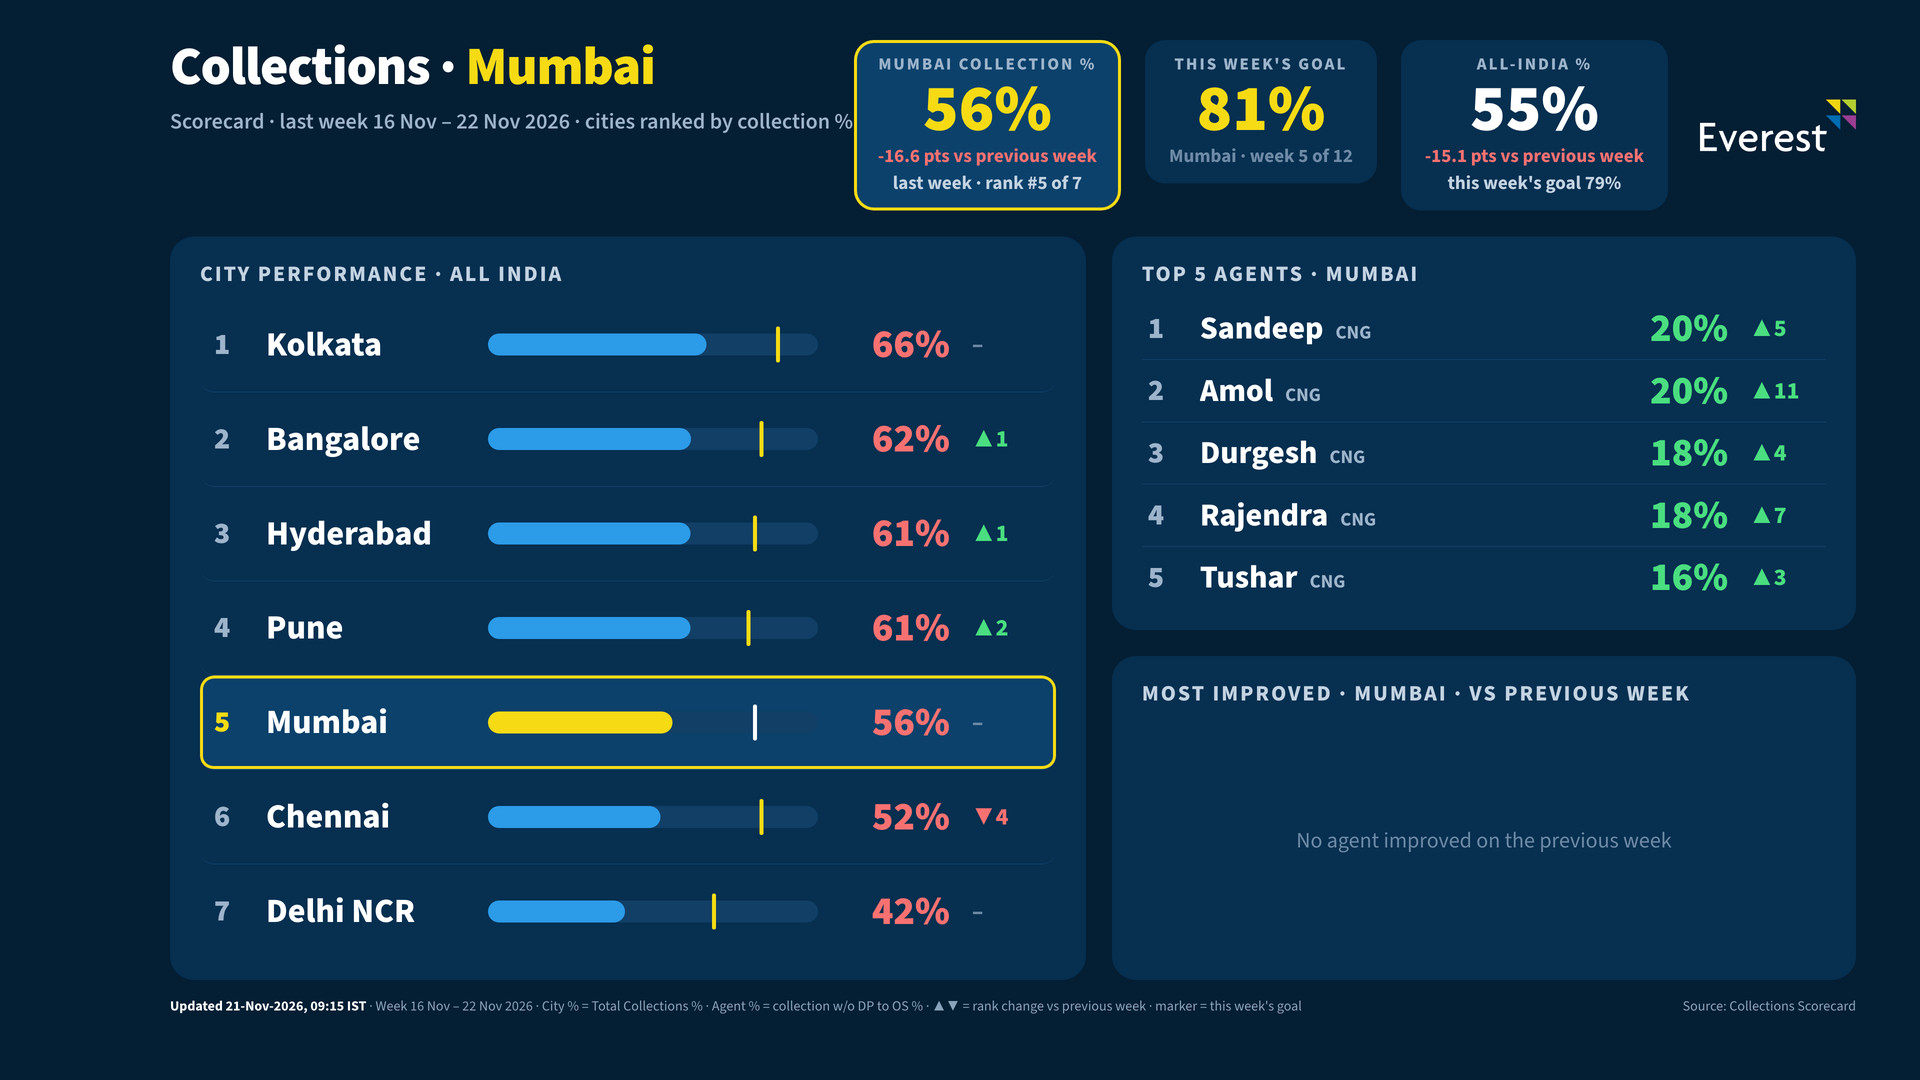 Collections · Mumbai
Scorecard · last week 16 Nov – 22 Nov 2026 · cities ranked by collection %
MUMBAI COLLECTION %
56%
-16.6 pts vs previous week
last week · rank #5 of 7
THIS WEEK'S GOAL
81%
Mumbai · week 5 of 12
ALL-INDIA %
55%
-15.1 pts vs previous week
this week's goal 79%
Everest
CITY PERFORMANCE · ALL INDIA
1 Kolkata 66% –
2 Bangalore 62% ▲1
3 Hyderabad 61% ▲1
4 Pune 61% ▲2
5 Mumbai 56% –
6 Chennai 52% ▼4
7 Delhi NCR 42% –
TOP 5 AGENTS · MUMBAI
1 Sandeep CNG 20% ▲5
2 Amol CNG 20% ▲11
3 Durgesh CNG 18% ▲4
4 Rajendra CNG 18% ▲7
5 Tushar CNG 16% ▲3
MOST IMPROVED · MUMBAI · VS PREVIOUS WEEK
No agent improved on the previous week
Updated 21-Nov-2026, 09:15 IST · Week 16 Nov – 22 Nov 2026 · City % = Total Collections % · Agent % = collection w/o DP to OS % · ▲ ▼ = rank change vs previous week · marker = this week's goal
Source: Collections Scorecard